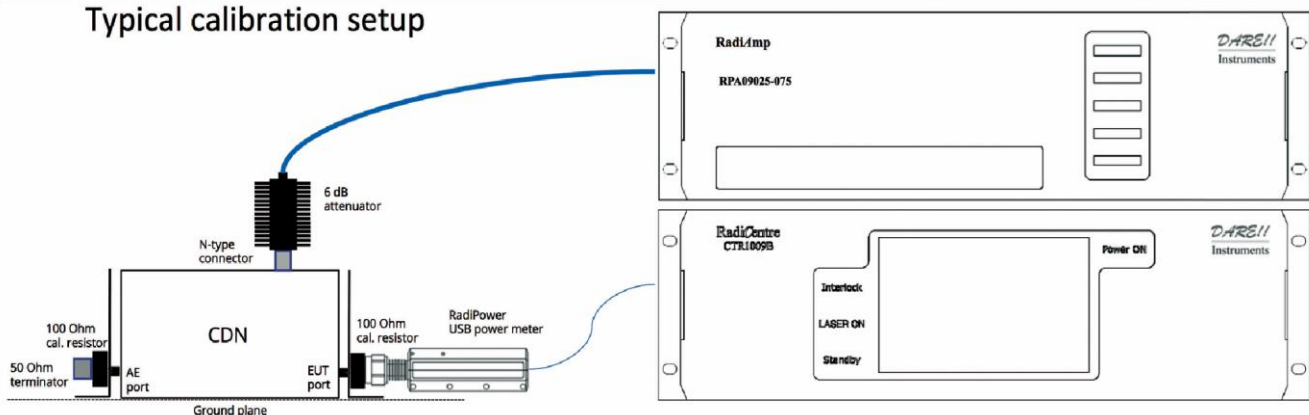 Typical calibration setup
RadiAmp
RPA09025-075
DARE!!
Instruments
6 dB
attenuator
N-type
connector
RadiCentre
CTR1009B
DARE!!
Instruments
Power ON
Interlock
LASER ON
Standby
RadiPower
USB power meter
100 Ohm
cal. resistor
100 Ohm
cal. resistor
CDN
50 Ohm
terminator
AE
port
EUT
port
Ground plane